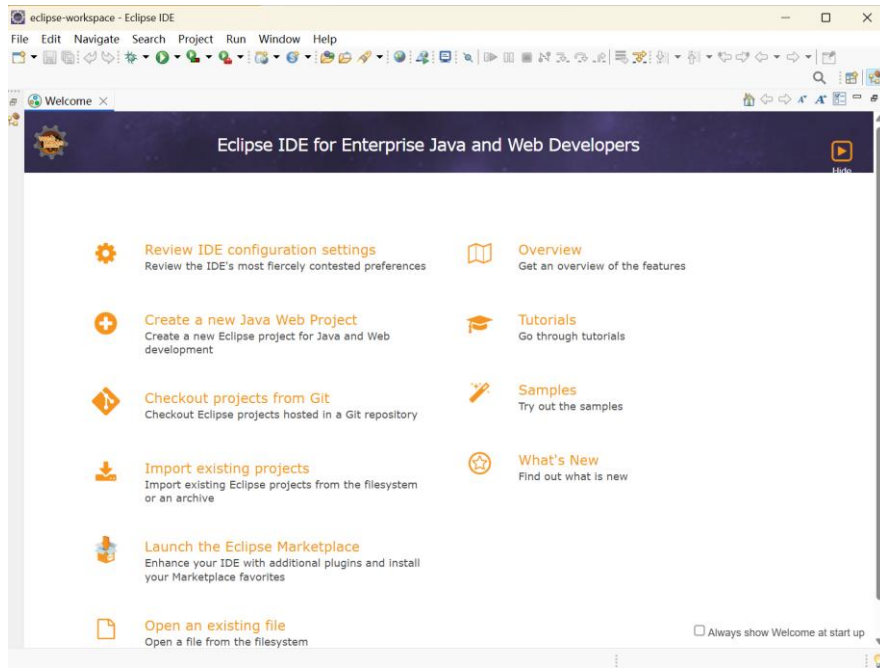 eclipse-workspace - Eclipse IDE
File Edit Navigate Search Project Run Window Help
Welcome
Eclipse IDE for Enterprise Java and Web Developers
Hide
Review IDE configuration settings
Review the IDE's most fiercely contested preferences
Overview
Get an overview of the features
Create a new Java Web Project
Create a new Eclipse project for Java and Web
development
Tutorials
Go through tutorials
Checkout projects from Git
Checkout Eclipse projects hosted in a Git repository
Samples
Try out the samples
Import existing projects
Import existing Eclipse projects from the filesystem
or an archive
What's New
Find out what is new
Launch the Eclipse Marketplace
Enhance your IDE with additional plugins and install
your Marketplace favorites
Open an existing file
Open a file from the filesystem
Always show Welcome at start up